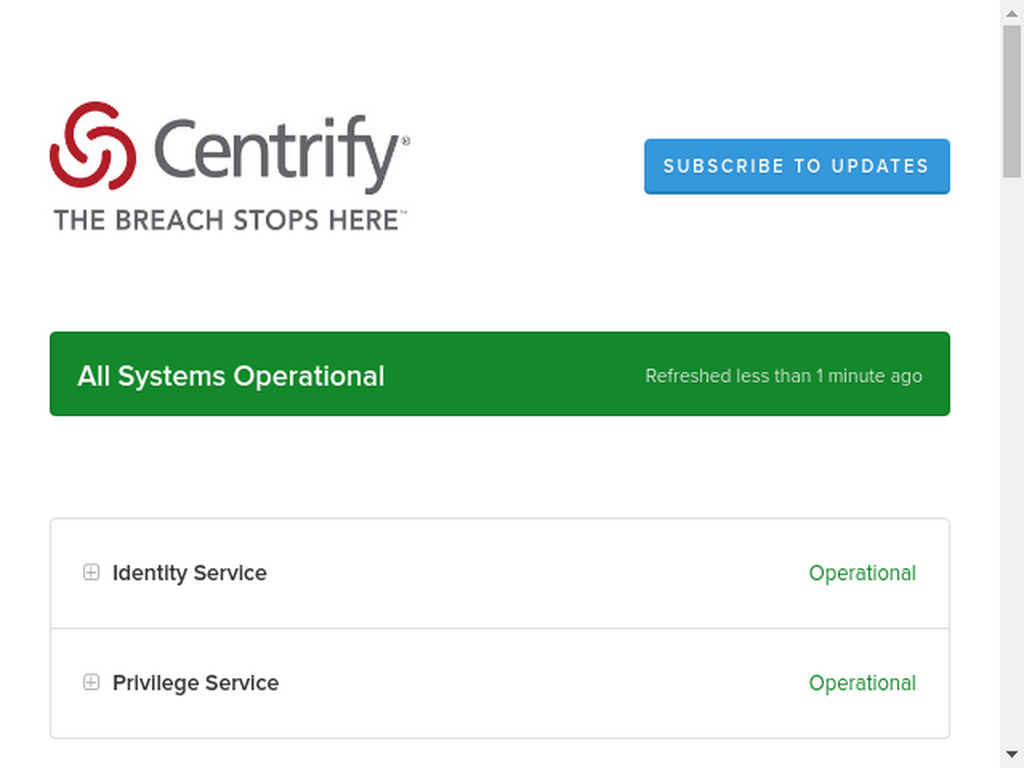 Centrify®
THE BREACH STOPS HERE™
SUBSCRIBE TO UPDATES
All Systems Operational
Refreshed less than 1 minute ago
Identity Service
Operational
Privilege Service
Operational